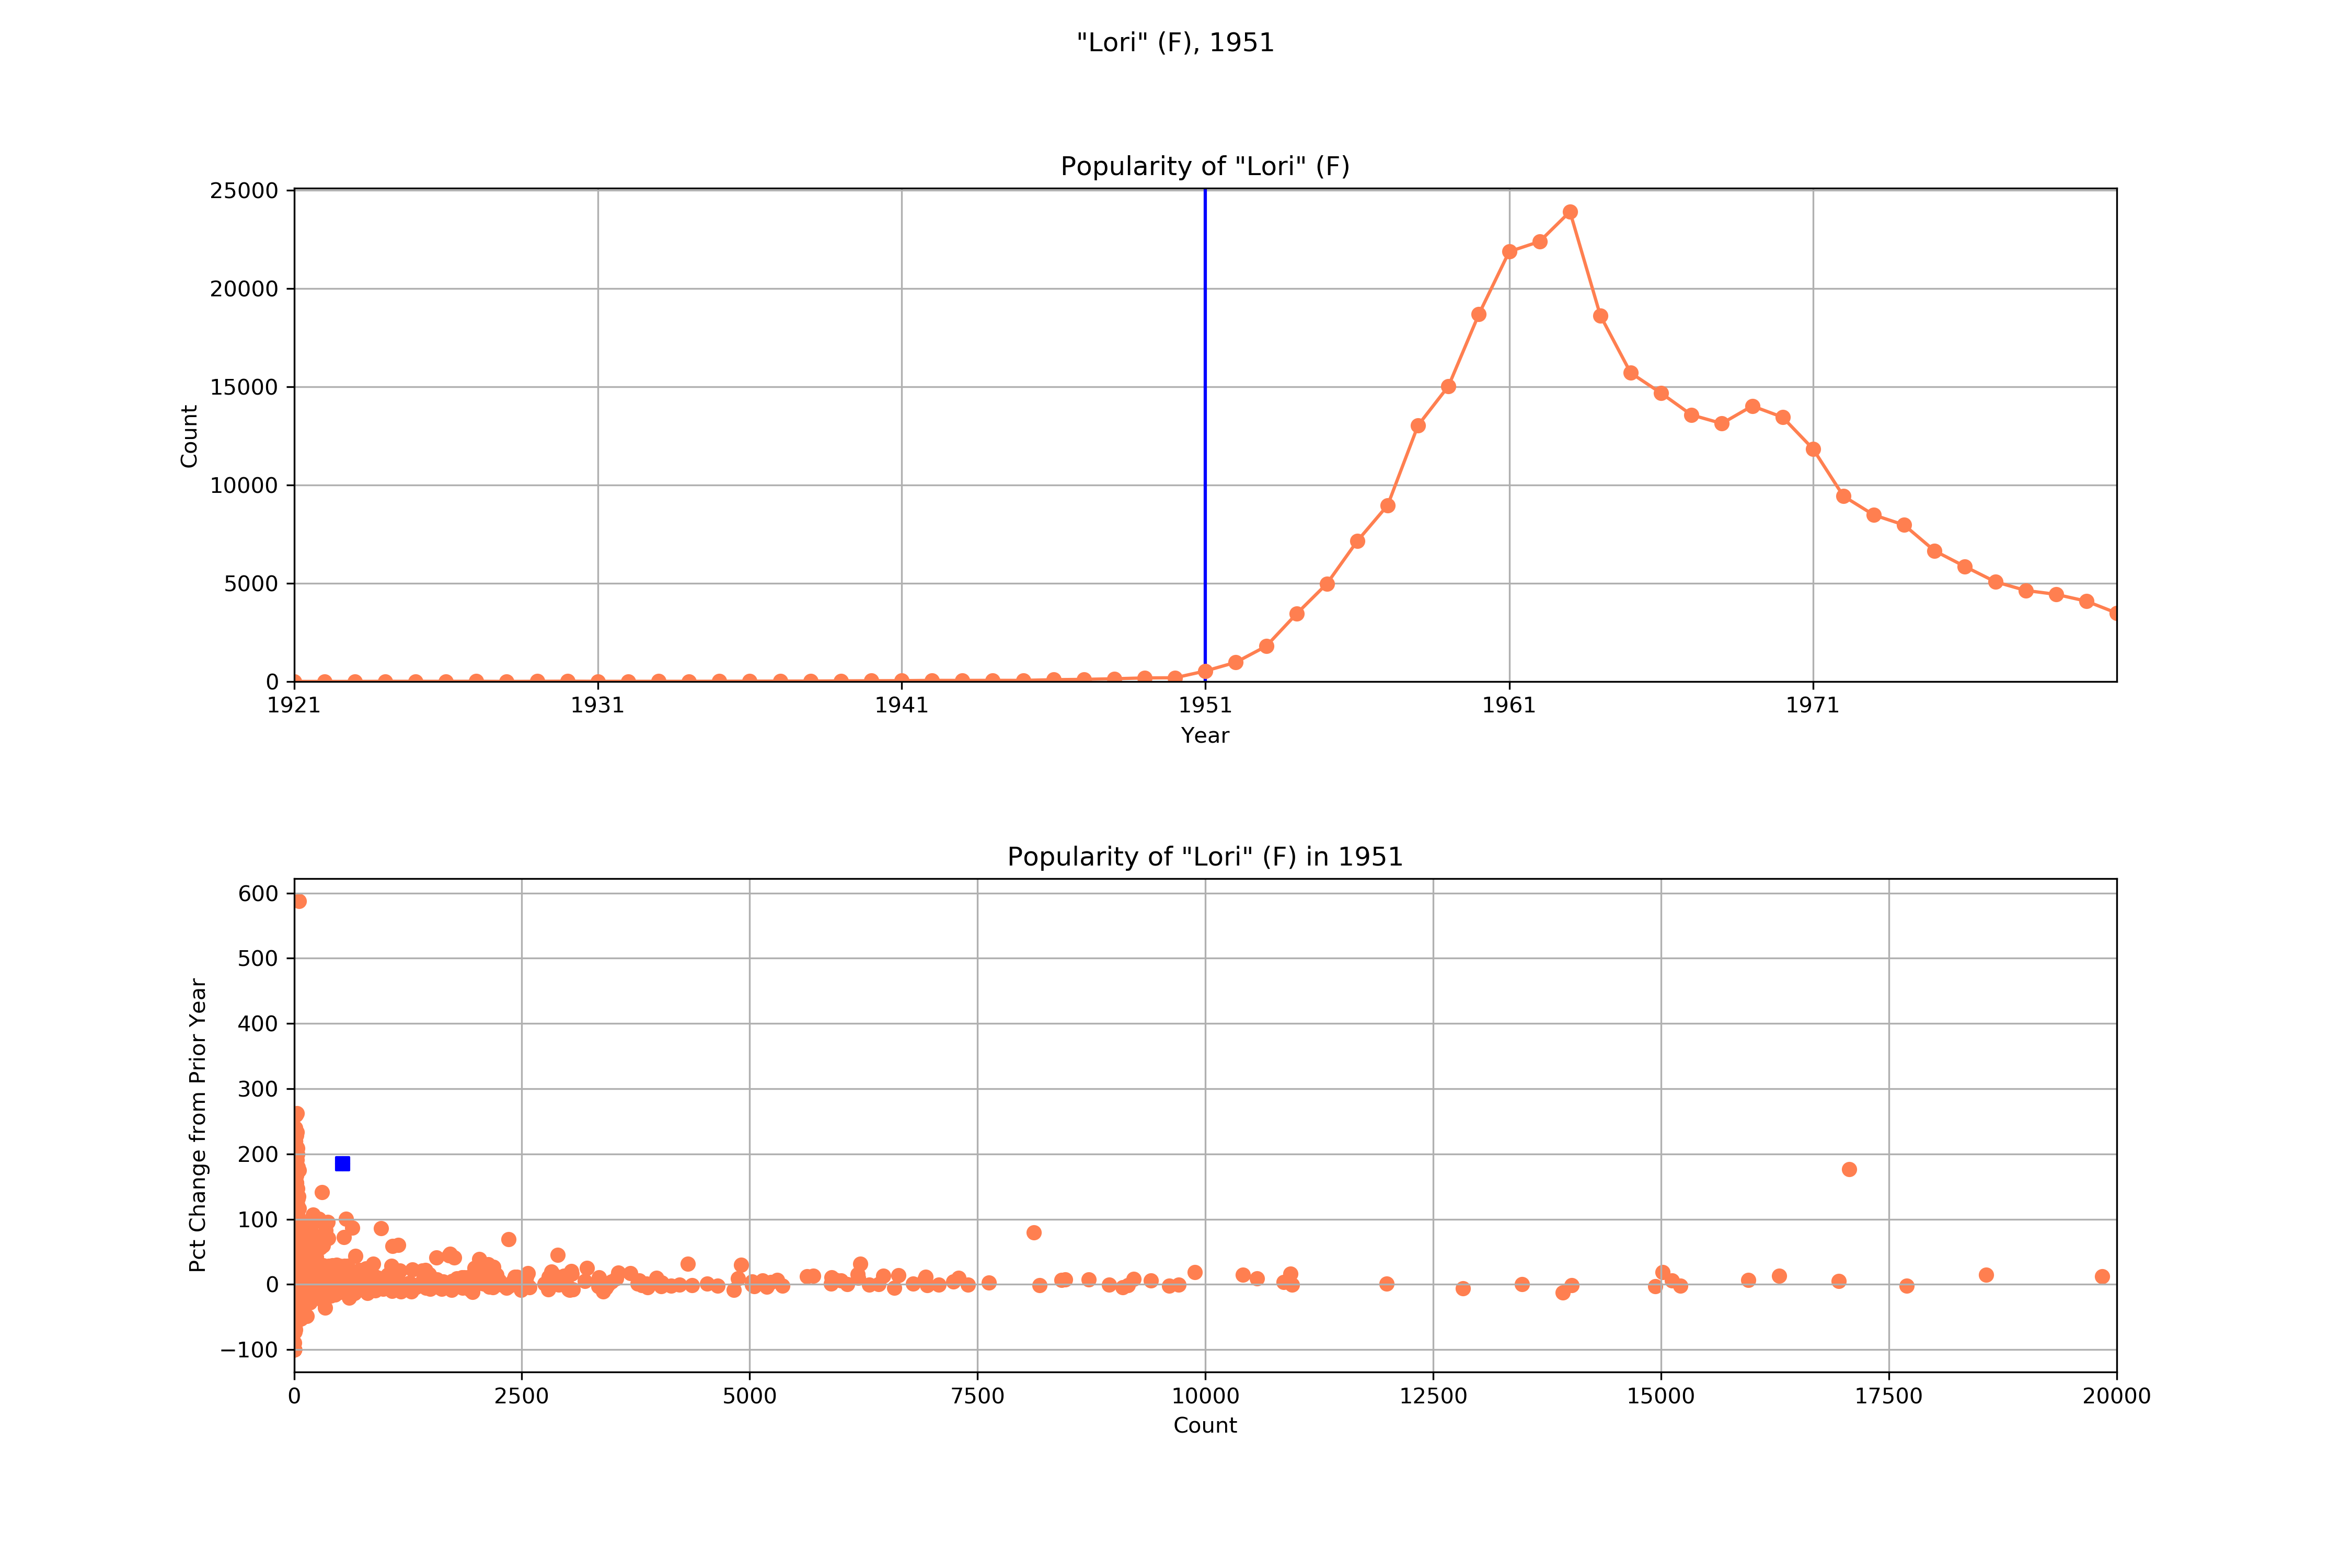 "Lori" (F), 1951
Popularity of "Lori" (F)
25000
20000
15000
10000
5000
0
Count
1921 1931 1941 1951 1961 1971
Year
Popularity of "Lori" (F) in 1951
600
500
400
300
200
100
0
−100
Pct Change from Prior Year
0 2500 5000 7500 10000 12500 15000 17500 20000
Count